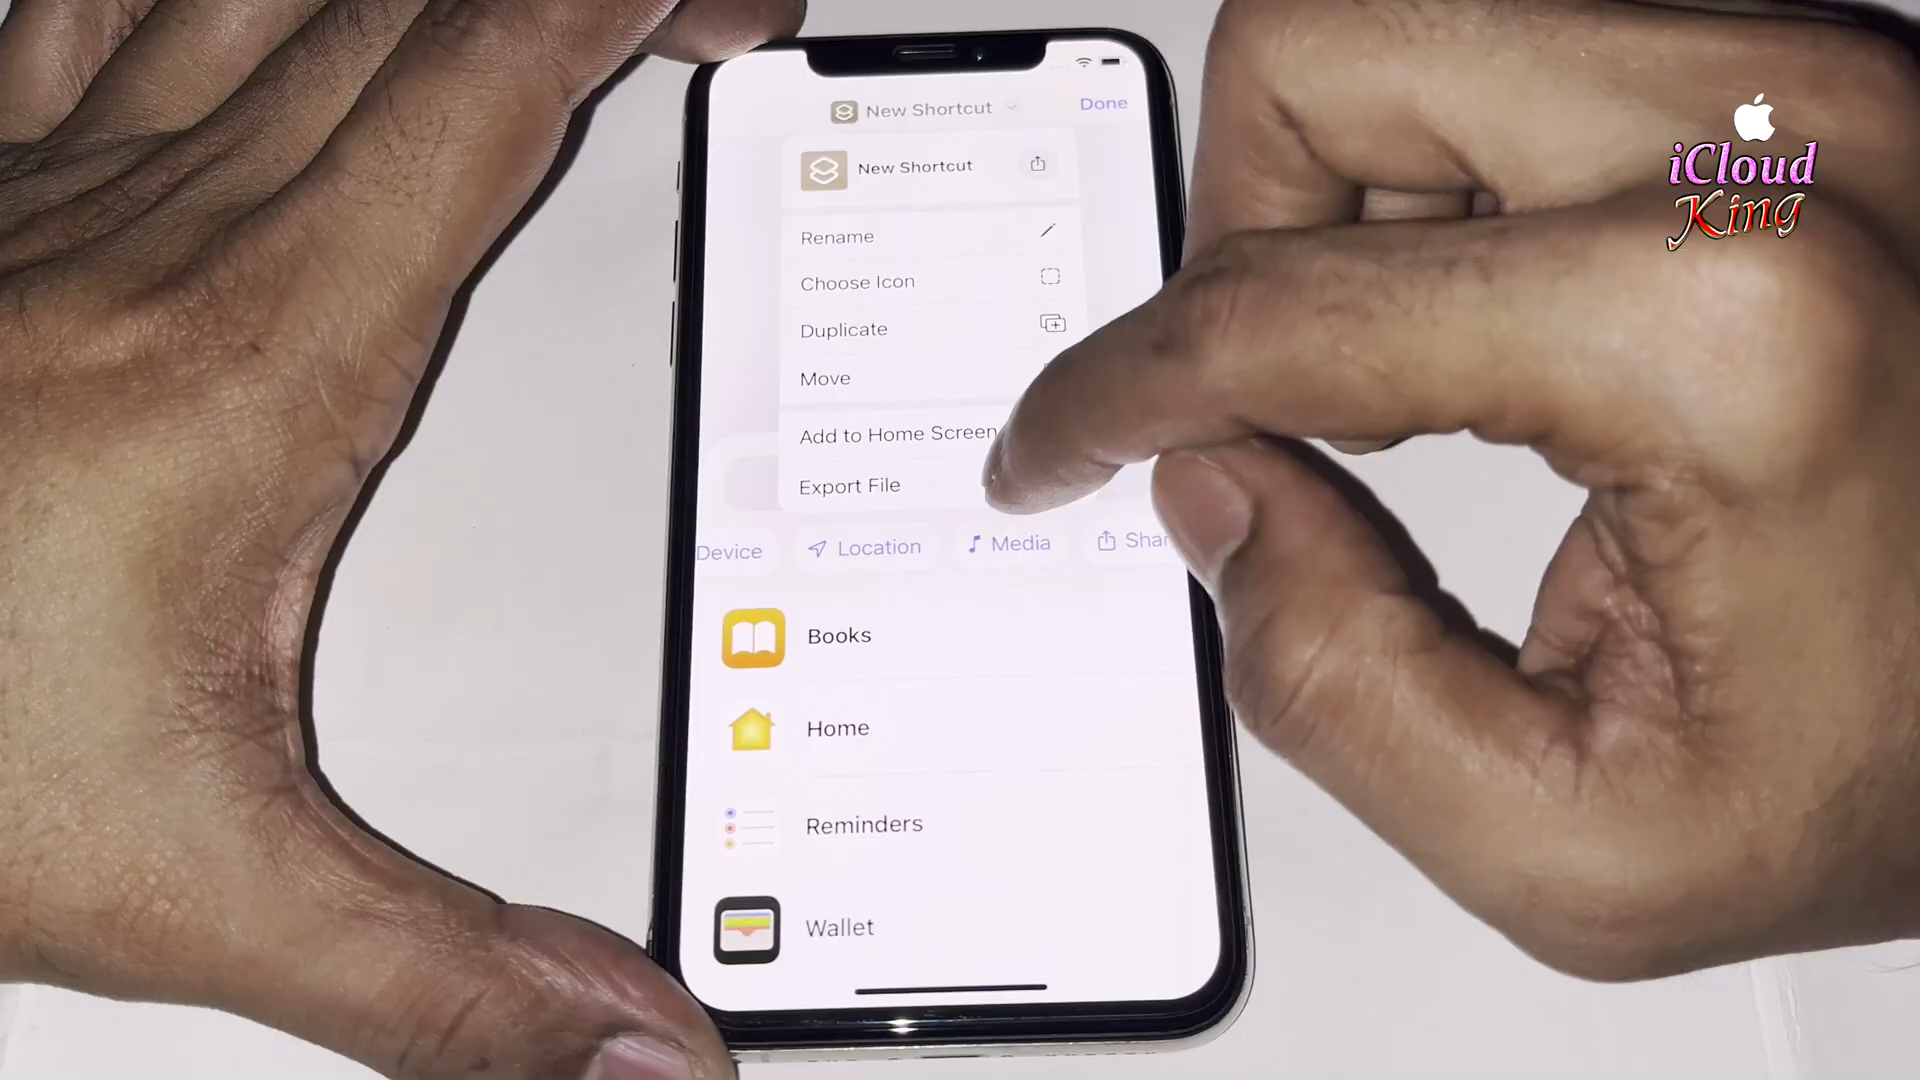 New Shortcut
Done
New Shortcut
Rename
Choose Icon
Duplicate
Move
Add to Home Screen
Export File
Device
Location
Media
Shar
Books
Home
Reminders
Wallet
iCloud
King